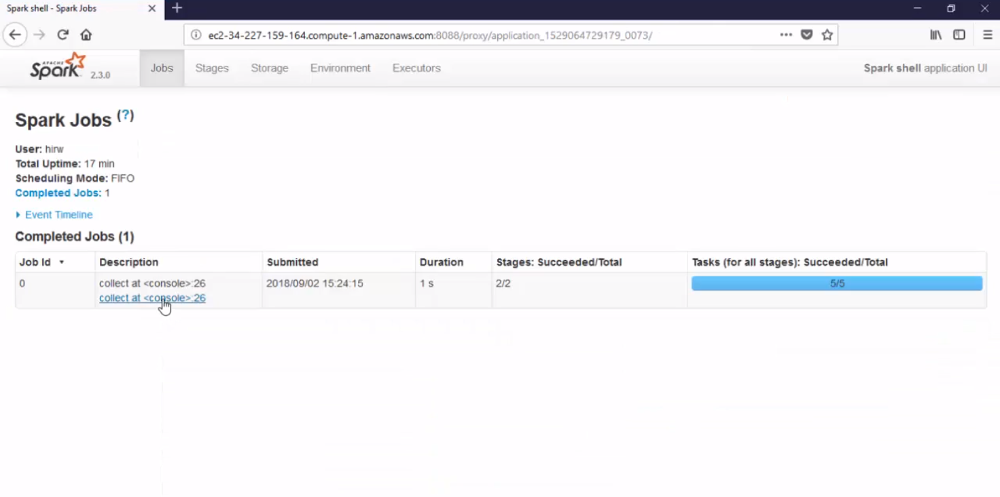 Spark shell - Spark Jobs
ec2-34-227-159-164.compute-1.amazonaws.com:8088/proxy/application_1529064729179_0073/
APACHE Spark 2.3.0 Jobs Stages Storage Environment Executors Spark shell application UI
Spark Jobs (?)
User: hirw
Total Uptime: 17 min
Scheduling Mode: FIFO
Completed Jobs: 1
Event Timeline
Completed Jobs (1)
Job Id Description Submitted Duration Stages: Succeeded/Total Tasks (for all stages): Succeeded/Total
0 collect at <console>:26 2018/09/02 15:24:15 1 s 2/2 5/5
collect at <console>:26